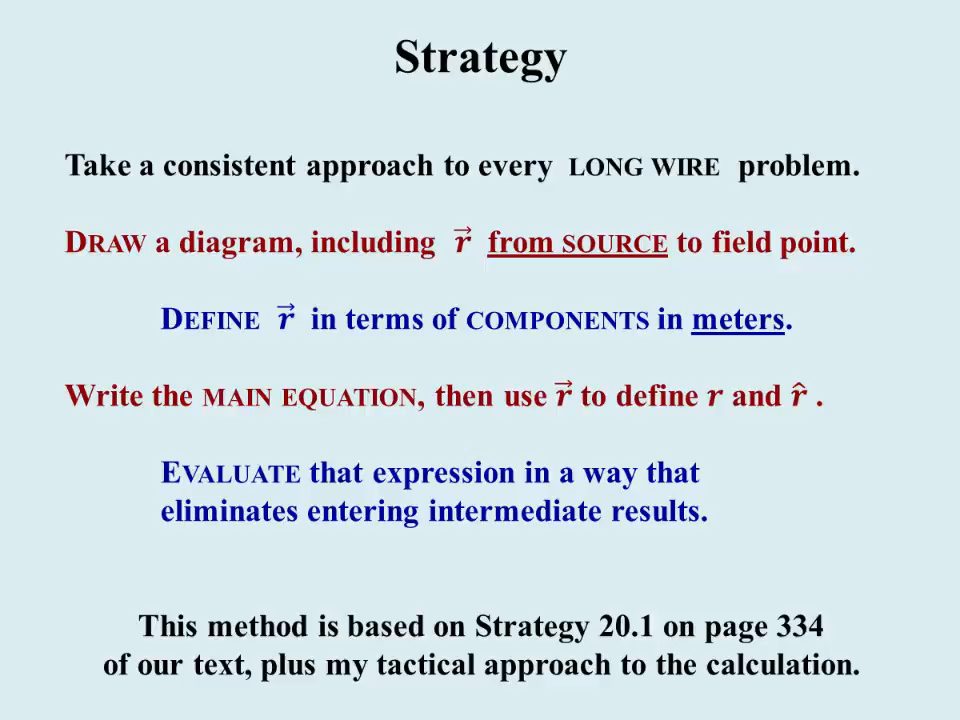 Strategy
Take a consistent approach to every LONG WIRE problem.
DRAW a diagram, including r⃗ from SOURCE to field point.
DEFINE r⃗ in terms of COMPONENTS in meters.
Write the MAIN EQUATION, then use r⃗ to define r and r̂ .
EVALUATE that expression in a way that
eliminates entering intermediate results.
This method is based on Strategy 20.1 on page 334
of our text, plus my tactical approach to the calculation.